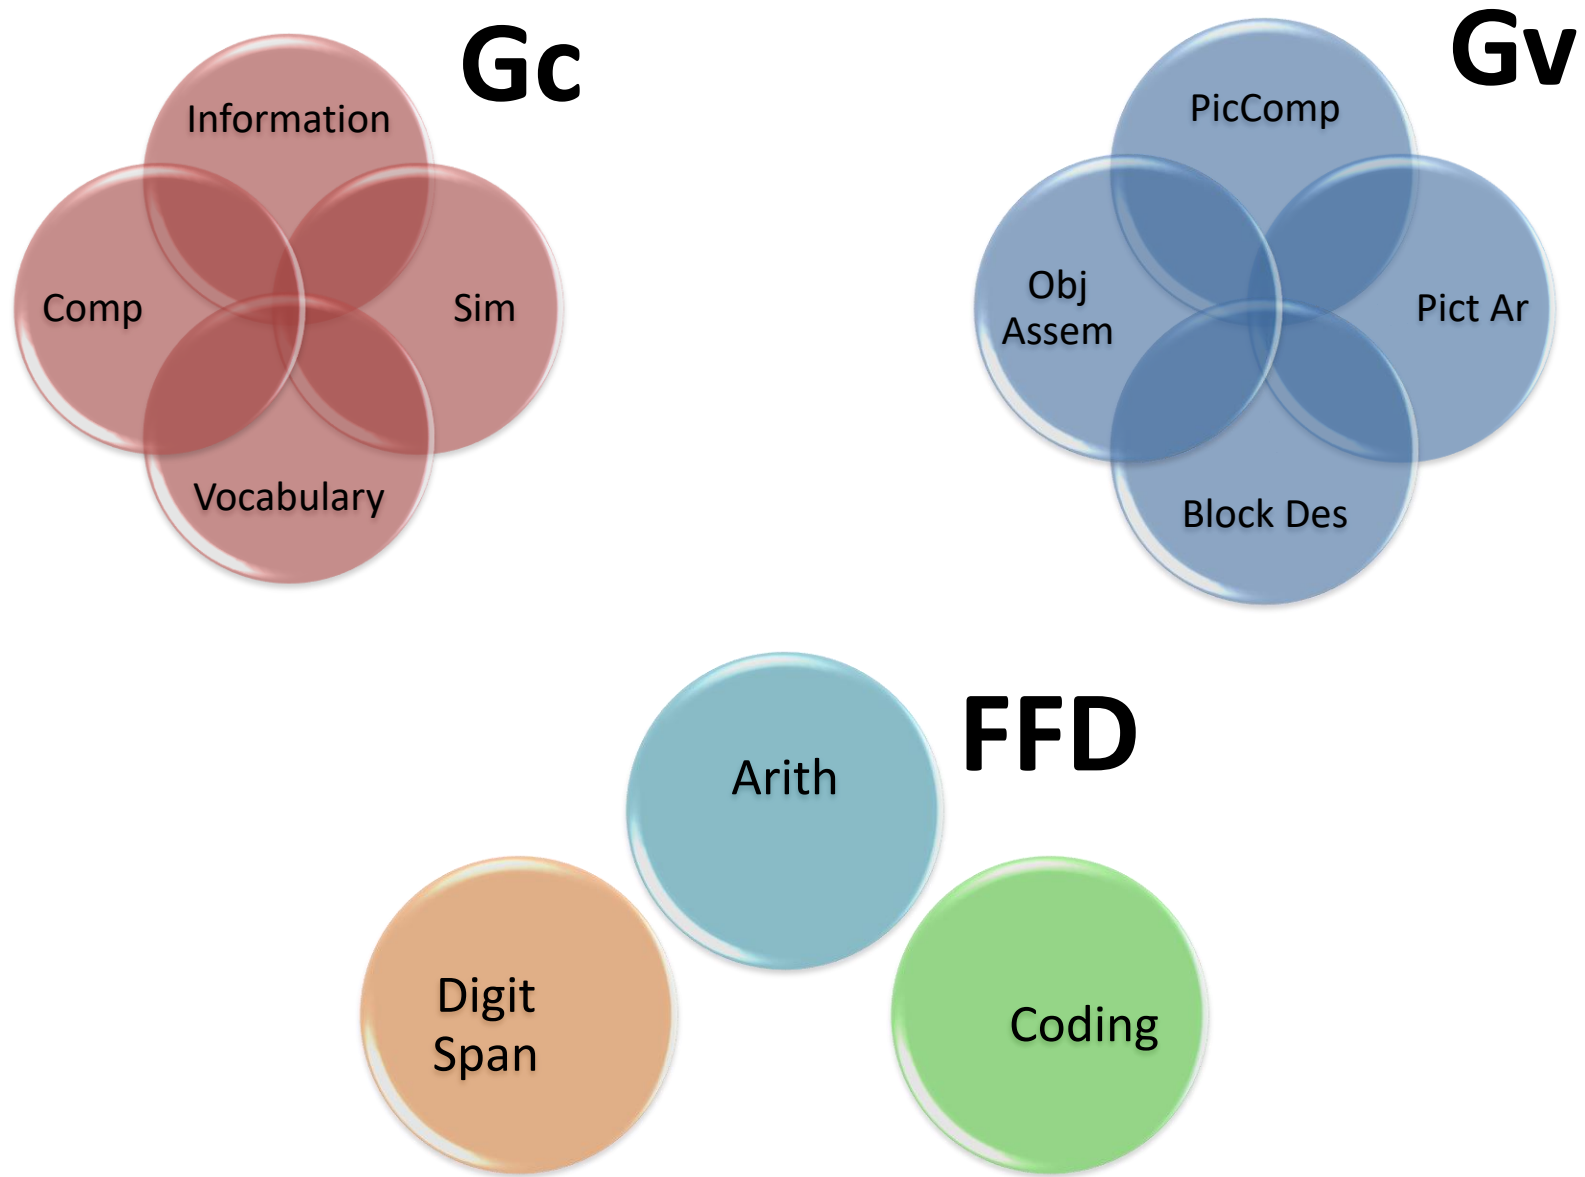 Gc
Information
Comp
Sim
Vocabulary
Gv
PicComp
Obj
Assem
Pict Ar
Block Des
FFD
Arith
Digit
Span
Coding